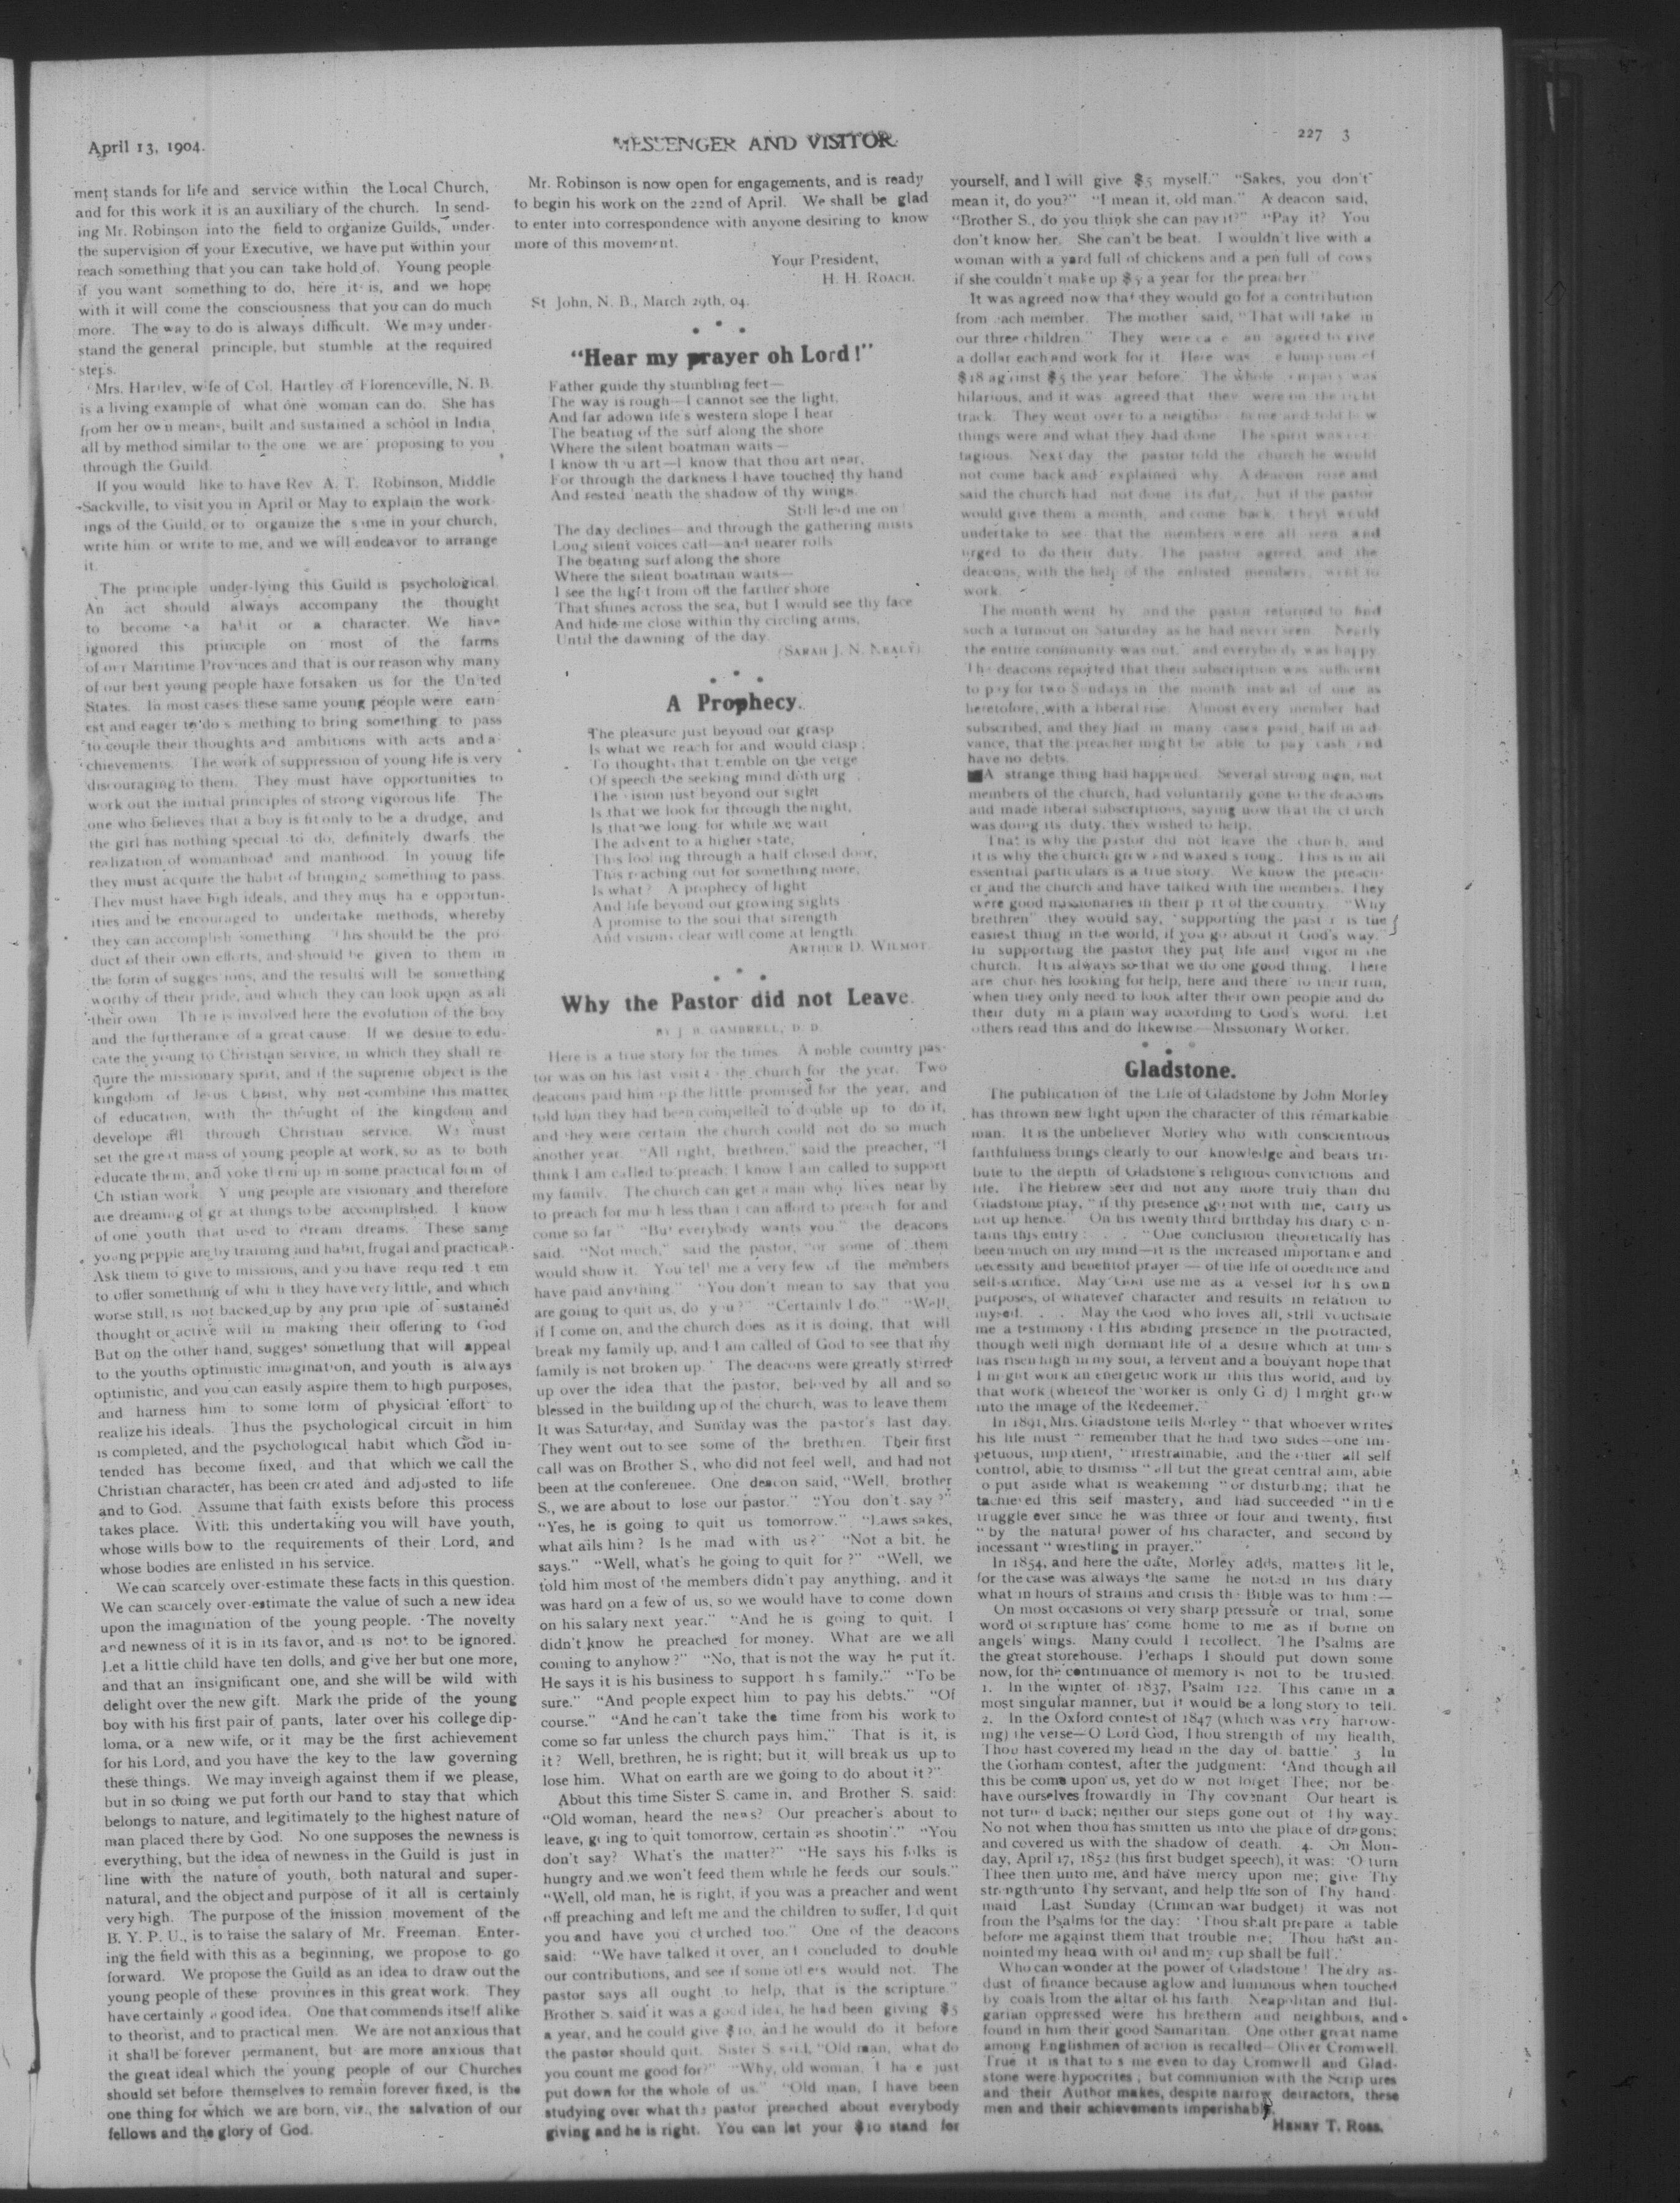 April 13, 1904.
MESSENGER AND VISITOR
227 3
ment stands for life and service within the Local Church,
and for this work it is an auxiliary of the church. In send-
ing Mr. Robinson into the field to organize Guilds, under
the supervision of your Executive, we have put within your
reach something that you can take hold of. Young people
if you want something to do, here it is, and we hope
with it will come the consciousness that you can do much
more. The way to do is always difficult. We may under-
stand the general principle, but stumble at the required
steps.
Mrs. Hartley, wife of Col. Hartley of Florenceville, N. B.
is a living example of what one woman can do. She has
from her own means, built and sustained a school in India,
all by method similar to the one we are proposing to you
through the Guild.
If you would like to have Rev A. T. Robinson, Middle
Sackville, to visit you in April or May to explain the work-
ings of the Guild, or to organize the same in your church,
write him or write to me, and we will endeavor to arrange
it.
The principle under-lying this Guild is psychological.
An act should always accompany the thought
to become a habit or a character. We have
ignored this principle on most of the farms
of our Maritime Provinces and that is our reason why many
of our best young people have forsaken us for the United
States. In most cases these same young people were earn-
est and eager to do s mething to bring something to pass
to couple their thoughts and ambitions with acts and a-
chievements. The work of suppression of young life is very
discouraging to them. They must have opportunities to
work out the initial principles of strong vigorous life. The
one who believes that a boy is fit only to be a drudge, and
the girl has nothing special to do, definitely dwarfs the
realization of womanhoad and manhood. In young life
they must acquire the habit of bringing something to pass.
They must have high ideals, and they mus ha e opportun-
ities and be encouraged to undertake methods, whereby
they can accomplish something This should be the pro
duct of their own efforts, and should be given to them in
the form of sugges ions, and the results will be something
worthy of their pride, and which they can look upon as all
their own. Th re is involved here the evolution of the boy
and the furtherance of a great cause. If we desire to edu-
cate the young to Christian service, in which they shall re-
quire the missionary spirit, and if the supreme object is the
kingdom of Jesus Christ, why not combine this matter
of education, with the thought of the kingdom and
develope all through Christian service. We must
set the great mass of young people at work, so as to both
educate them, and yoke them up in some practical form of
Ch istian work. Y ung people are visionary and therefore
are dreaming of gr at things to be accomplished. I know
of one youth that used to dream dreams. These same
young pepple are by training and habit, frugal and practical.
Ask them to give to missions, and you have requ red t em
to offer something of whi h they have very little, and which
worse still, is not backed up by any prin iple of sustained
thought or active will in making their offering to God
But on the other hand, suggest something that will appeal
to the youths optimistic imagination, and youth is always
optimistic, and you can easily aspire them to high purposes,
and harness him to some form of physicial effort to
realize his ideals. Thus the psychological circuit in him
is completed, and the psychological habit which God in-
tended has become fixed, and that which we call the
Christian character, has been created and adjusted to life
and to God. Assume that faith exists before this process
takes place. With this undertaking you will have youth,
whose wills bow to the requirements of their Lord, and
whose bodies are enlisted in his service.
We can scarcely over-estimate these facts in this question.
We can scarcely over-estimate the value of such a new idea
upon the imagination of the young people. The novelty
and newness of it is in its favor, and is not to be ignored.
Let a little child have ten dolls, and give her but one more,
and that an insignificant one, and she will be wild with
delight over the new gift. Mark the pride of the young
boy with his first pair of pants, later over his college dip-
loma, or a new wife, or it may be the first achievement
for his Lord, and you have the key to the law governing
these things. We may inveigh against them if we please,
but in so doing we put forth our hand to stay that which
belongs to nature, and legitimately to the highest nature of
man placed there by God. No one supposes the newness is
everything, but the idea of newness in the Guild is just in
line with the nature of youth, both natural and super-
natural, and the object and purpose of it all is certainly
very high. The purpose of the mission movement of the
B. Y. P. U., is to raise the salary of Mr. Freeman. Enter-
ing the field with this as a beginning, we propose to go
forward. We propose the Guild as an idea to draw out the
young people of these provinces in this great work. They
have certainly a good idea. One that commends itself alike
to theorist, and to practical men. We are not anxious that
it shall be forever permanent, but are more anxious that
the great ideal which the young people of our Churches
should set before themselves to remain forever fixed, is the
one thing for which we are born, viz., the salvation of our
fellows and the glory of God.
Mr. Robinson is now open for engagements, and is ready
to begin his work on the 22nd of April. We shall be glad
to enter into correspondence with anyone desiring to know
more of this movement.
Your President,
H. H. ROACH.
St John, N. B., March 29th, 04.
"Hear my prayer oh Lord!"
Father guide thy stumbling feet—
The way is rough—I cannot see the light,
And far adown life's western slope I hear
The beating of the surf along the shore
Where the silent boatman waits—
I know th u art—I know that thou art near,
For through the darkness I have touched thy hand
And rested 'neath the shadow of thy wings.
Still lead me on!
The day declines—and through the gathering mists
Long silent voices call—and nearer rolls
The beating surf along the shore
Where the silent boatman waits—
I see the light from off the farther shore
That shines across the sea, but I would see thy face
And hide me close within thy circling arms,
Until the dawning of the day.
(SARAH J. N. NEALY)
A Prophecy.
The pleasure just beyond our grasp
Is what we reach for and would clasp;
To thoughts that tremble on the verge
Of speech the seeking mind doth urg
The vision just beyond our sight
Is that we look for through the night,
Is that we long for while we wait
The advent to a higher state,
This looking through a half closed door,
This reaching out for something more,
Is what? A prophecy of light
And life beyond our growing sights
A promise to the soul that strength
And visions clear will come at length.
ARTHUR D. WILMOT.
Why the Pastor did not Leave.
BY J. B. GAMBRELL, D. D.
Here is a true story for the times. A noble country pas-
tor was on his last visit to the church for the year. Two
deacons paid him up the little promised for the year, and
told him they had been compelled to double up to do it,
and they were certain the church could not do so much
another year. "All right, brethren," said the preacher, "I
think I am called to preach; I know I am called to support
my family. The church can get a man who lives near by
to preach for much less than I can afford to preach for and
come so far" "But everybody wants you," the deacons
said. "Not much," said the pastor, "or some of them
would show it. You tell me a very few of the members
have paid anything." "You don't mean to say that you
are going to quit us, do you?" "Certainly I do." "Well,
if I come on, and the church does as it is doing, that will
break my family up, and I am called of God to see that my
family is not broken up." The deacons were greatly stirred
up over the idea that the pastor, beloved by all and so
blessed in the building up of the church, was to leave them.
It was Saturday, and Sunday was the pastor's last day.
They went out to see some of the brethren. Their first
call was on Brother S., who did not feel well, and had not
been at the conference. One deacon said, "Well, brother
S., we are about to lose our pastor." "You don't say?"
"Yes, he is going to quit us tomorrow." "Laws sakes,
what ails him? Is he mad with us?" "Not a bit, he
says." "Well, what's he going to quit for?" "Well, we
told him most of the members didn't pay anything, and it
was hard on a few of us, so we would have to come down
on his salary next year." "And he is going to quit. I
didn't know he preached for money. What are we all
coming to anyhow?" "No, that is not the way he put it.
He says it is his business to support h s family." "To be
sure." "And people expect him to pay his debts." "Of
course." "And he can't take the time from his work to
come so far unless the church pays him." That is it, is
it? Well, brethren, he is right; but it will break us up to
lose him. What on earth are we going to do about it?"
About this time Sister S. came in, and Brother S. said:
"Old woman, heard the news? Our preacher's about to
leave, going to quit tomorrow, certain as shootin'." "You
don't say? What's the matter?" "He says his folks is
hungry and we won't feed them while he feeds our souls."
"Well, old man, he is right, if you was a preacher and went
off preaching and left me and the children to suffer, I'd quit
you and have you churched too." One of the deacons
said: "We have talked it over, and concluded to double
our contributions, and see if some others would not. The
pastor says all ought to help, that is the scripture."
Brother S. said it was a good idea, he had been giving $5
a year, and he could give $10, and he would do it before
the pastor should quit. Sister S. said, "Old man, what do
you count me good for?" "Why, old woman, I ha e just
put down for the whole of us." "Old man, I have been
studying over what the pastor preached about everybody
giving and he is right. You can let your $10 stand for
yourself, and I will give $5 myself." "Sakes, you don't
mean it, do you?" "I mean it, old man." A deacon said,
"Brother S., do you think she can pay it?" "Pay it? You
don't know her. She can't be beat. I wouldn't live with a
woman with a yard full of chickens and a pen full of cows
if she couldn't make up $5 a year for the preacher."
It was agreed now that they would go for a contribution
from each member. The mother said, "That will take in
our three children." They were an agreed to give
a dollar each and work for it. Here was lump sum of
$18 against $5 the year before. The whole was
hilarious, and it was agreed that they were on the right
track. They went over to a neighbor and told how
things were and what they had done. The spirit was con-
tagious. Next day the pastor told the church he would
not come back and explained why. A deacon rose and
said the church had not done its duty, but if the pastor
would give them a month, and come back, they would
undertake to see that the members were all seen and
urged to do their duty. The pastor agreed, and the
deacons, with the help of the enlisted members, went to
work.
The month went by, and the pastor returned to find
such a turnout on Saturday as he had never seen. Nearly
the entire community was out, and everybody was happy.
The deacons reported that their subscription was sufficient
to pay for two Sundays in the month instead of one as
heretofore, with a liberal rise. Almost every member had
subscribed, and they had in many cases paid half in ad-
vance, that the preacher might be able to pay cash and
have no debts.
A strange thing had happened. Several strong men, not
members of the church, had voluntarily gone to the deacons
and made liberal subscriptions, saying now that the church
was doing its duty, they wished to help.
That is why the pastor did not leave the church, and
it is why the church grew and waxed s rong. This is in all
essential particulars is a true story. We know the preach-
er and the church and have talked with the members. They
were good missionaries in their p rt of the country. "Why
brethren" they would say, "supporting the past r is the
easiest thing in the world, if you go about it God's way."
In supporting the pastor they put life and vigor in the
church. It is always so that we do one good thing. There
are chur hes looking for help, here and there to their ruin,
when they only need to look after their own people and do
their duty in a plain way according to God's word. Let
others read this and do likewise.—Missionary Worker.
Gladstone.
The publication of the Life of Gladstone by John Morley
has thrown new light upon the character of this remarkable
man. It is the unbeliever Morley who with conscientious
faithfulness brings clearly to our knowledge and bears tri-
bute to the depth of Gladstone's religious convictions and
life. The Hebrew seer did not any more truly than did
Gladstone pray, "if thy presence go not with me, carry us
not up hence." On his twenty third birthday his diary con-
tains this entry: . . "One conclusion theoretically has
been much on my mind—it is the increased importance and
necessity and benefit of prayer—of the life of obedience and
self-sacrifice. May God use me as a vessel for h s own
purposes, of whatever character and results in relation to
myself. . . May the God who loves all, still vouchsafe
me a testimony of His abiding presence in the protracted,
though well nigh dormant life of a desire which at times
has risen high in my soul, a fervent and a bouyant hope that
I might work an energetic work in this this world, and by
that work (whereof the worker is only G d) I might grow
into the image of the Redeemer."
In 1891, Mrs. Gladstone tells Morley "that whoever writes
his life must " remember that he had two sides—one im-
petuous, impatient, " irrestrainable, and the other all self
control, able to dismiss " all but the great central aim, able
o put aside what is weakening " or disturbing; that he
tachieved this self mastery, and had succeeded "in the
truggle ever since he was three or four and twenty, first
" by the natural power of his character, and second by
incessant " wrestling in prayer."
In 1854, and here the date, Morley adds, matters lit le,
for the case was always the same he noted in his diary
what in hours of strains and crisis the Bible was to him:—
On most occasions of very sharp pressure or trial, some
word of scripture has come home to me as if borne on
angels' wings. Many could I recollect. The Psalms are
the great storehouse. Perhaps I should put down some
now, for the continuance of memory is not to be trusted.
1. In the winter of 1837, Psalm 122. This came in a
most singular manner, but it would be a long story to tell.
2. In the Oxford contest of 1847 (which was very harrow-
ing) the verse—O Lord God, Thou strength of my health,
Thou hast covered my head in the day of battle.' 3 In
the Gorham contest, after the judgment: 'And though all
this be come upon us, yet do w not forget Thee; nor be-
have ourselves frowardly in Thy covenant Our heart is
not turned back; neither our steps gone out of Thy way.
No not when thou has smitten us into the place of dragons;
and covered us with the shadow of death. 4. On Mon-
day, April 17, 1852 (his first budget speech), it was: 'O turn
Thee then unto me, and have mercy upon me; give Thy
strength unto Thy servant, and help the son of Thy hand-
maid Last Sunday (Crimean war budget) it was not
from the Psalms for the day: 'Thou shalt prepare a table
before me against them that trouble me; Thou hast an-
nointed my head with oil and my cup shall be full'.'
Who can wonder at the power of Gladstone! The dry as-
dust of finance because aglow and luminous when touched
by coals from the altar of his faith. Neapolitan and Bul-
garian oppressed were his brethern and neighbors, and
found in him their good Samaritan. One other great name
among Englishmen of action is recalled—Oliver Cromwell.
True it is that to s me even to day Cromwell and Glad-
stone were hypocrites; but communion with the Scrip ures
and their Author makes, despite narrow detractors, these
men and their achievements imperishable.
HENRY T. ROSS.